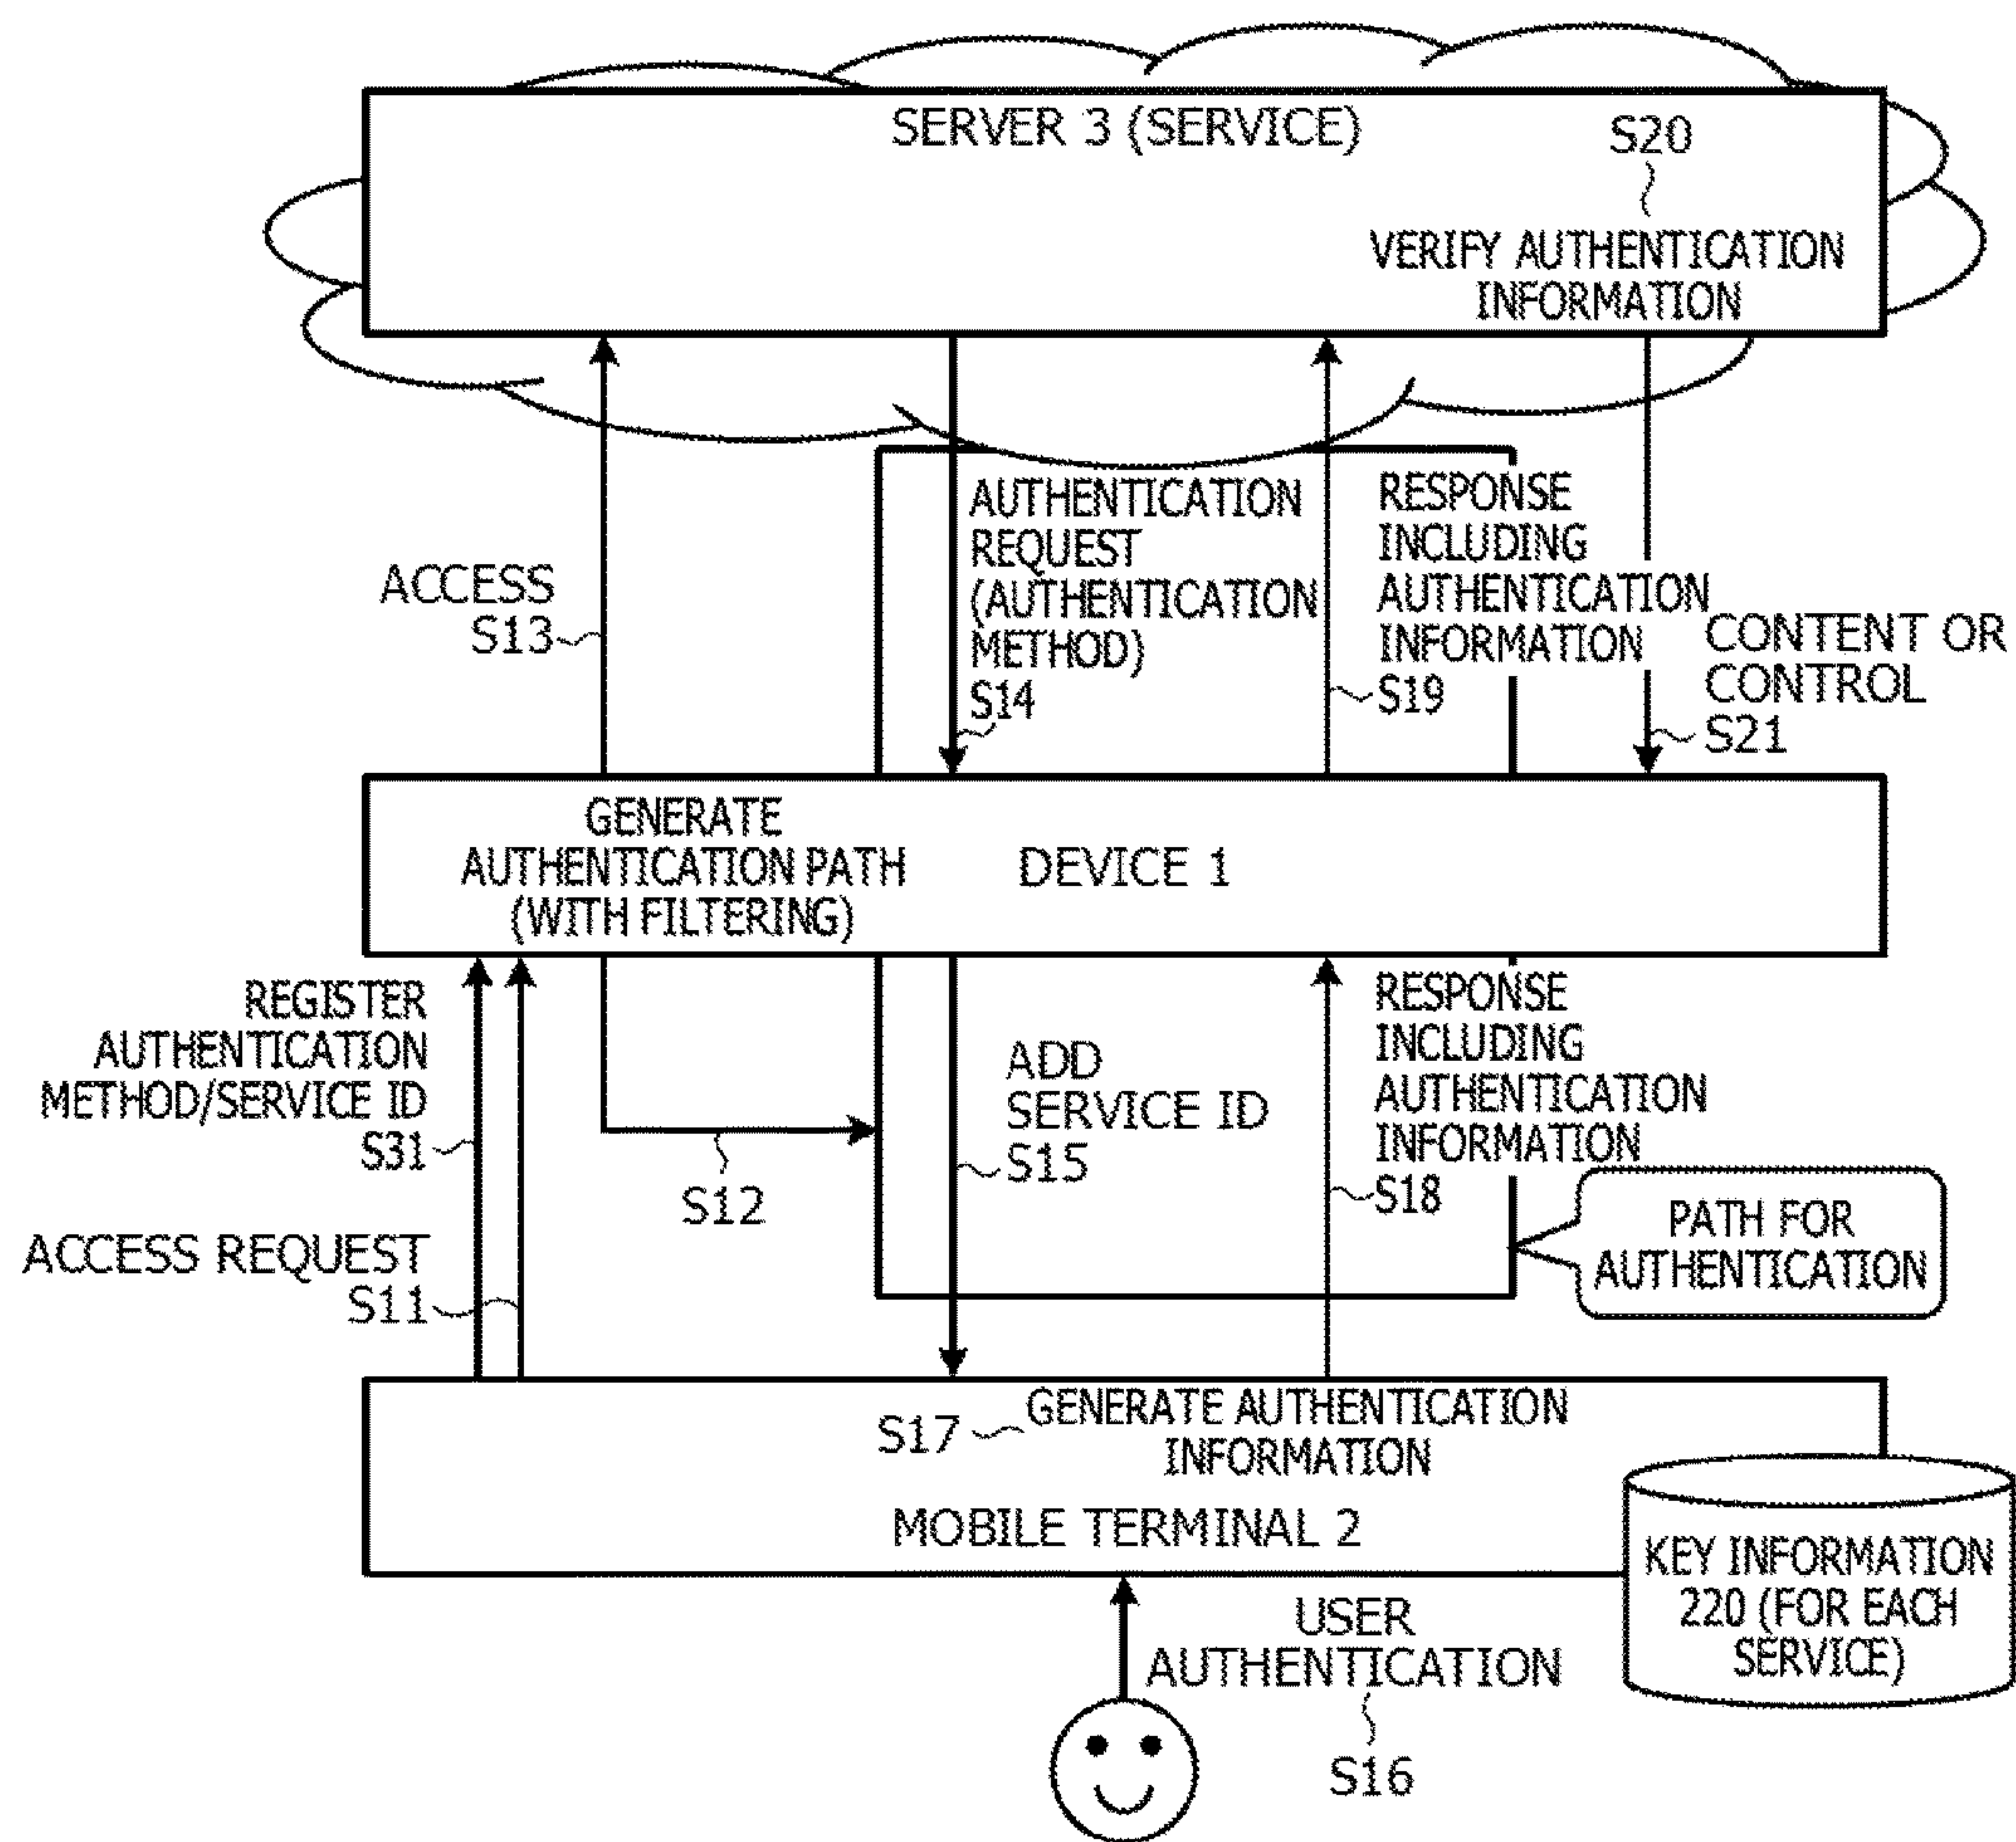 SERVER 3 (SERVICE)
S20
VERIFY AUTHENTICATION
INFORMATION
ACCESS
S13
AUTHENTICATION
REQUEST
(AUTHENTICATION
METHOD)
S14
RESPONSE
INCLUDING
AUTHENTICATION
INFORMATION
S19
CONTENT OR
CONTROL
S21
GENERATE
AUTHENTICATION PATH
(WITH FILTERING)
DEVICE 1
REGISTER
AUTHENTICATION
METHOD/SERVICE ID
S31
ACCESS REQUEST
S11
S12
ADD
SERVICE ID
S15
RESPONSE
INCLUDING
AUTHENTICATION
INFORMATION
S18
PATH FOR
AUTHENTICATION
S17
GENERATE AUTHENTICATION
INFORMATION
MOBILE TERMINAL 2
KEY INFORMATION
220 (FOR EACH
SERVICE)
USER
AUTHENTICATION
S16